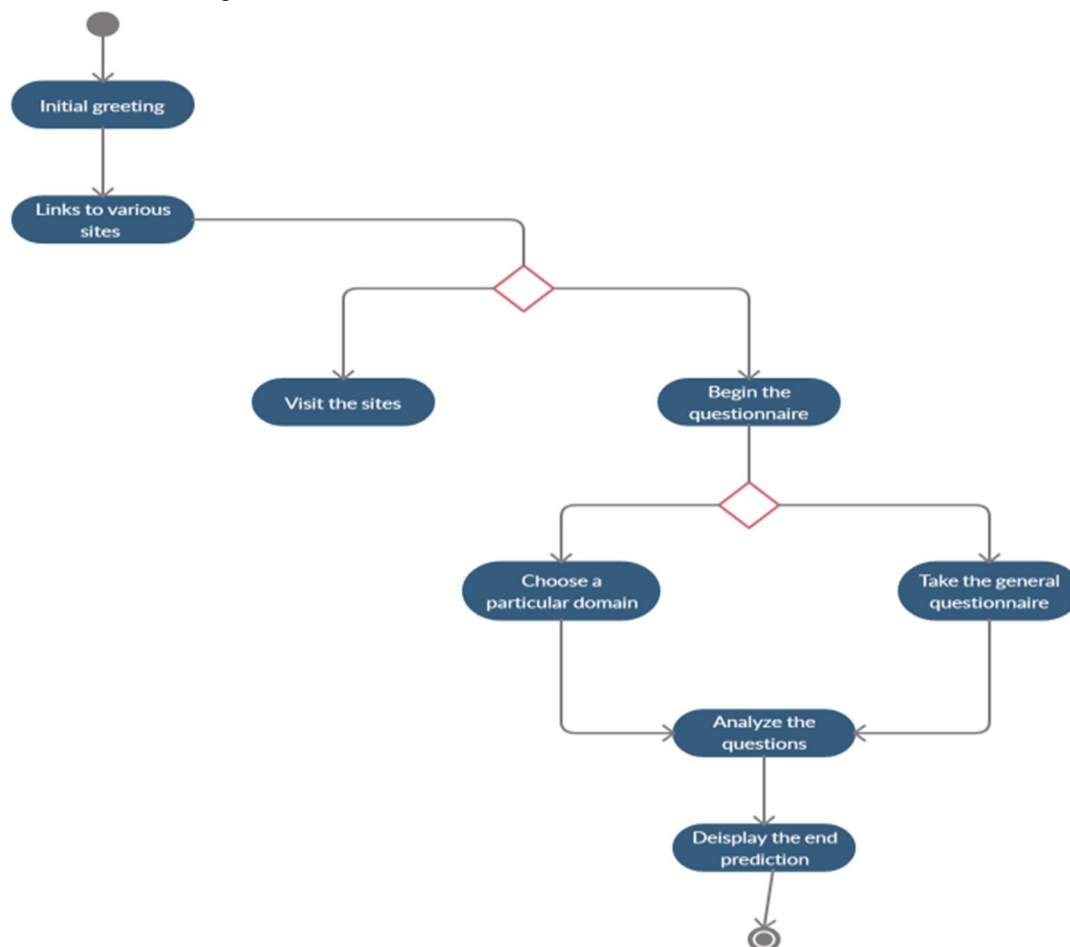 Initial greeting
Links to various
sites
Visit the sites
Begin the
questionnaire
Choose a
particular domain
Take the general
questionnaire
Analyze the
questions
Deisplay the end
prediction